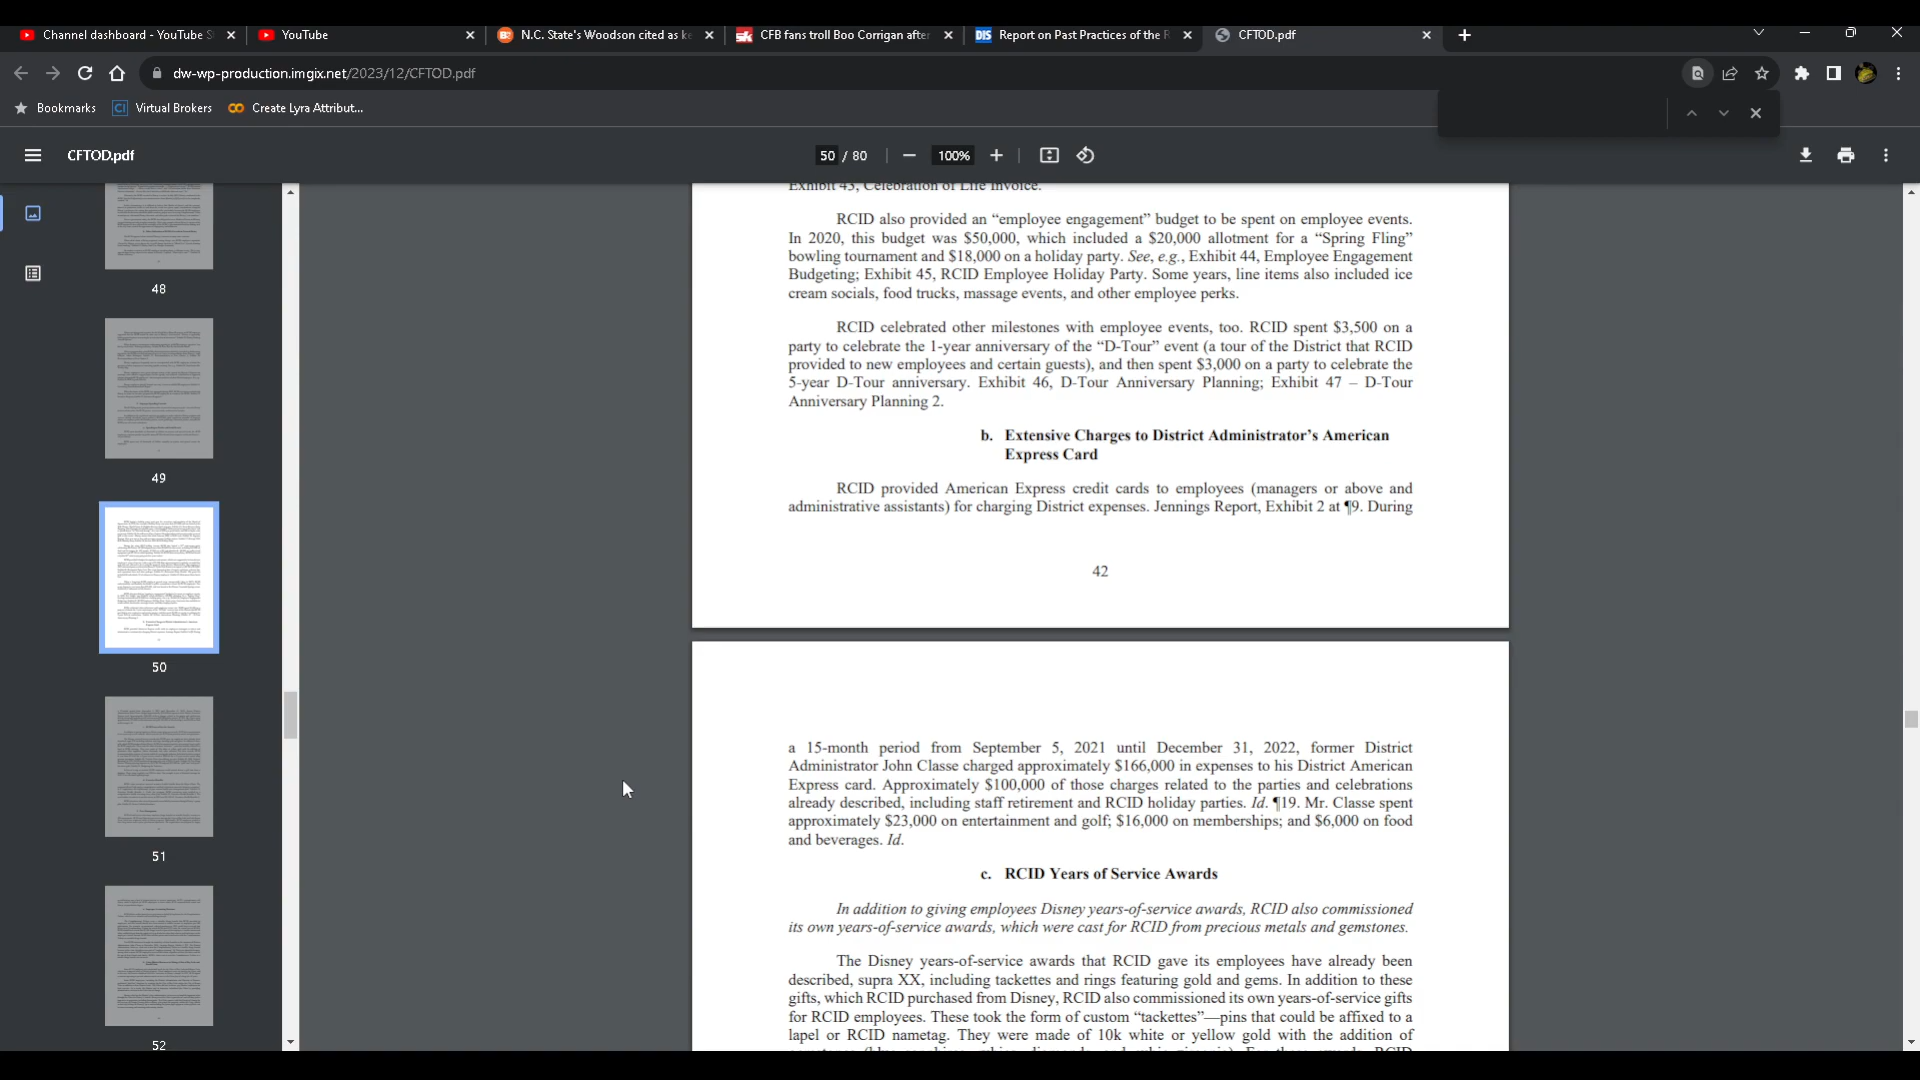 Channel dashboard - YouTube S
YouTube
N.C. State's Woodson cited as ke
CFB fans troll Boo Corrigan after
DIS Report on Past Practices of the R
CFTOD.pdf
dw-wp-production.imgix.net/2023/12/CFTOD.pdf
Bookmarks
CI Virtual Brokers
Create Lyra Attribut...
CFTOD.pdf
50 / 80
100%
48
49
50
51
52
Exhibit 43, Celebration of Life Invoice.
RCID also provided an “employee engagement” budget to be spent on employee events.
In 2020, this budget was $50,000, which included a $20,000 allotment for a “Spring Fling”
bowling tournament and $18,000 on a holiday party. See, e.g., Exhibit 44, Employee Engagement
Budgeting; Exhibit 45, RCID Employee Holiday Party. Some years, line items also included ice
cream socials, food trucks, massage events, and other employee perks.
RCID celebrated other milestones with employee events, too. RCID spent $3,500 on a
party to celebrate the 1-year anniversary of the “D-Tour” event (a tour of the District that RCID
provided to new employees and certain guests), and then spent $3,000 on a party to celebrate the
5-year D-Tour anniversary. Exhibit 46, D-Tour Anniversary Planning; Exhibit 47 – D-Tour
Anniversary Planning 2.
b. Extensive Charges to District Administrator’s American
Express Card
RCID provided American Express credit cards to employees (managers or above and
administrative assistants) for charging District expenses. Jennings Report, Exhibit 2 at ¶9. During
42
a 15-month period from September 5, 2021 until December 31, 2022, former District
Administrator John Classe charged approximately $166,000 in expenses to his District American
Express card. Approximately $100,000 of those charges related to the parties and celebrations
already described, including staff retirement and RCID holiday parties. Id. ¶19. Mr. Classe spent
approximately $23,000 on entertainment and golf; $16,000 on memberships; and $6,000 on food
and beverages. Id.
c. RCID Years of Service Awards
In addition to giving employees Disney years-of-service awards, RCID also commissioned
its own years-of-service awards, which were cast for RCID from precious metals and gemstones.
The Disney years-of-service awards that RCID gave its employees have already been
described, supra XX, including tackettes and rings featuring gold and gems. In addition to these
gifts, which RCID purchased from Disney, RCID also commissioned its own years-of-service gifts
for RCID employees. These took the form of custom “tackettes”—pins that could be affixed to a
lapel or RCID nametag. They were made of 10k white or yellow gold with the addition of